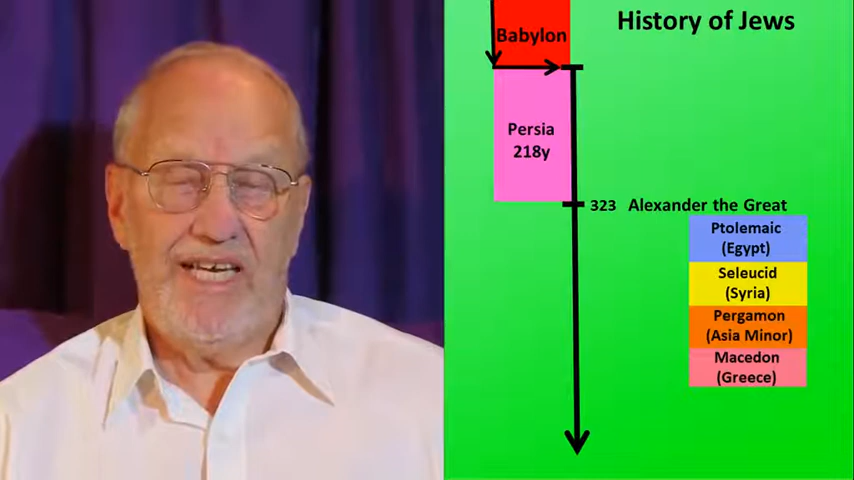 History of Jews
Babylon
Persia
218y
323 Alexander the Great
Ptolemaic
(Egypt)
Seleucid
(Syria)
Pergamon
(Asia Minor)
Macedon
(Greece)